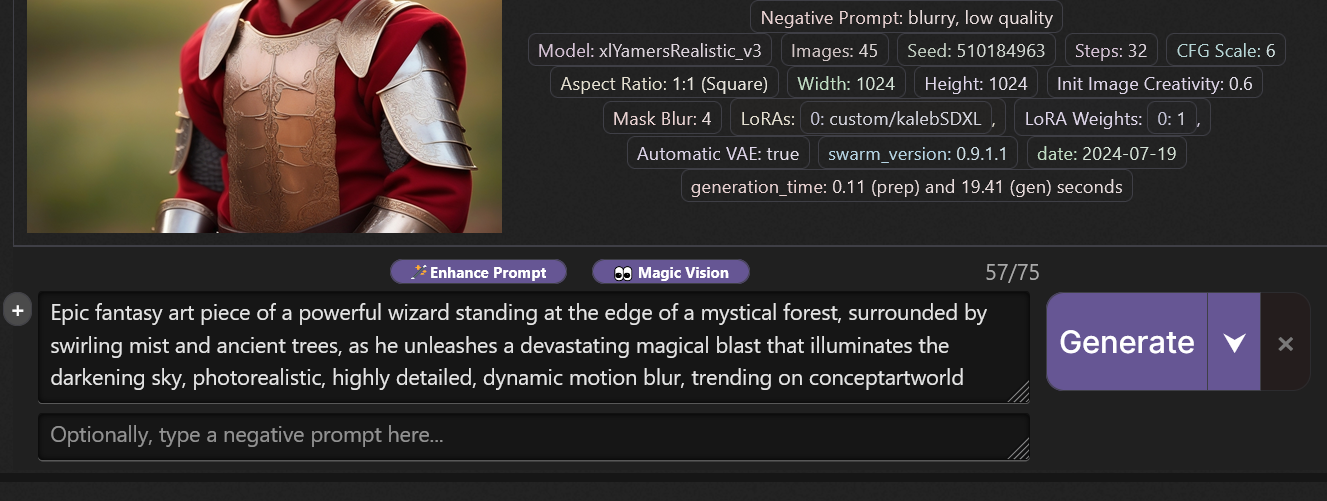 Negative Prompt: blurry, low quality
Model: xlYamersRealistic_v3 Images: 45 Seed: 510184963 Steps: 32 CFG Scale: 6
Aspect Ratio: 1:1 (Square) Width: 1024 Height: 1024 Init Image Creativity: 0.6
Mask Blur: 4 LoRAs: 0: custom/kalebSDXL , LoRA Weights: 0: 1 ,
Automatic VAE: true swarm_version: 0.9.1.1 date: 2024-07-19
generation_time: 0.11 (prep) and 19.41 (gen) seconds
Enhance Prompt Magic Vision 57/75
Epic fantasy art piece of a powerful wizard standing at the edge of a mystical forest, surrounded by
swirling mist and ancient trees, as he unleashes a devastating magical blast that illuminates the
darkening sky, photorealistic, highly detailed, dynamic motion blur, trending on conceptartworld
Generate
Optionally, type a negative prompt here...